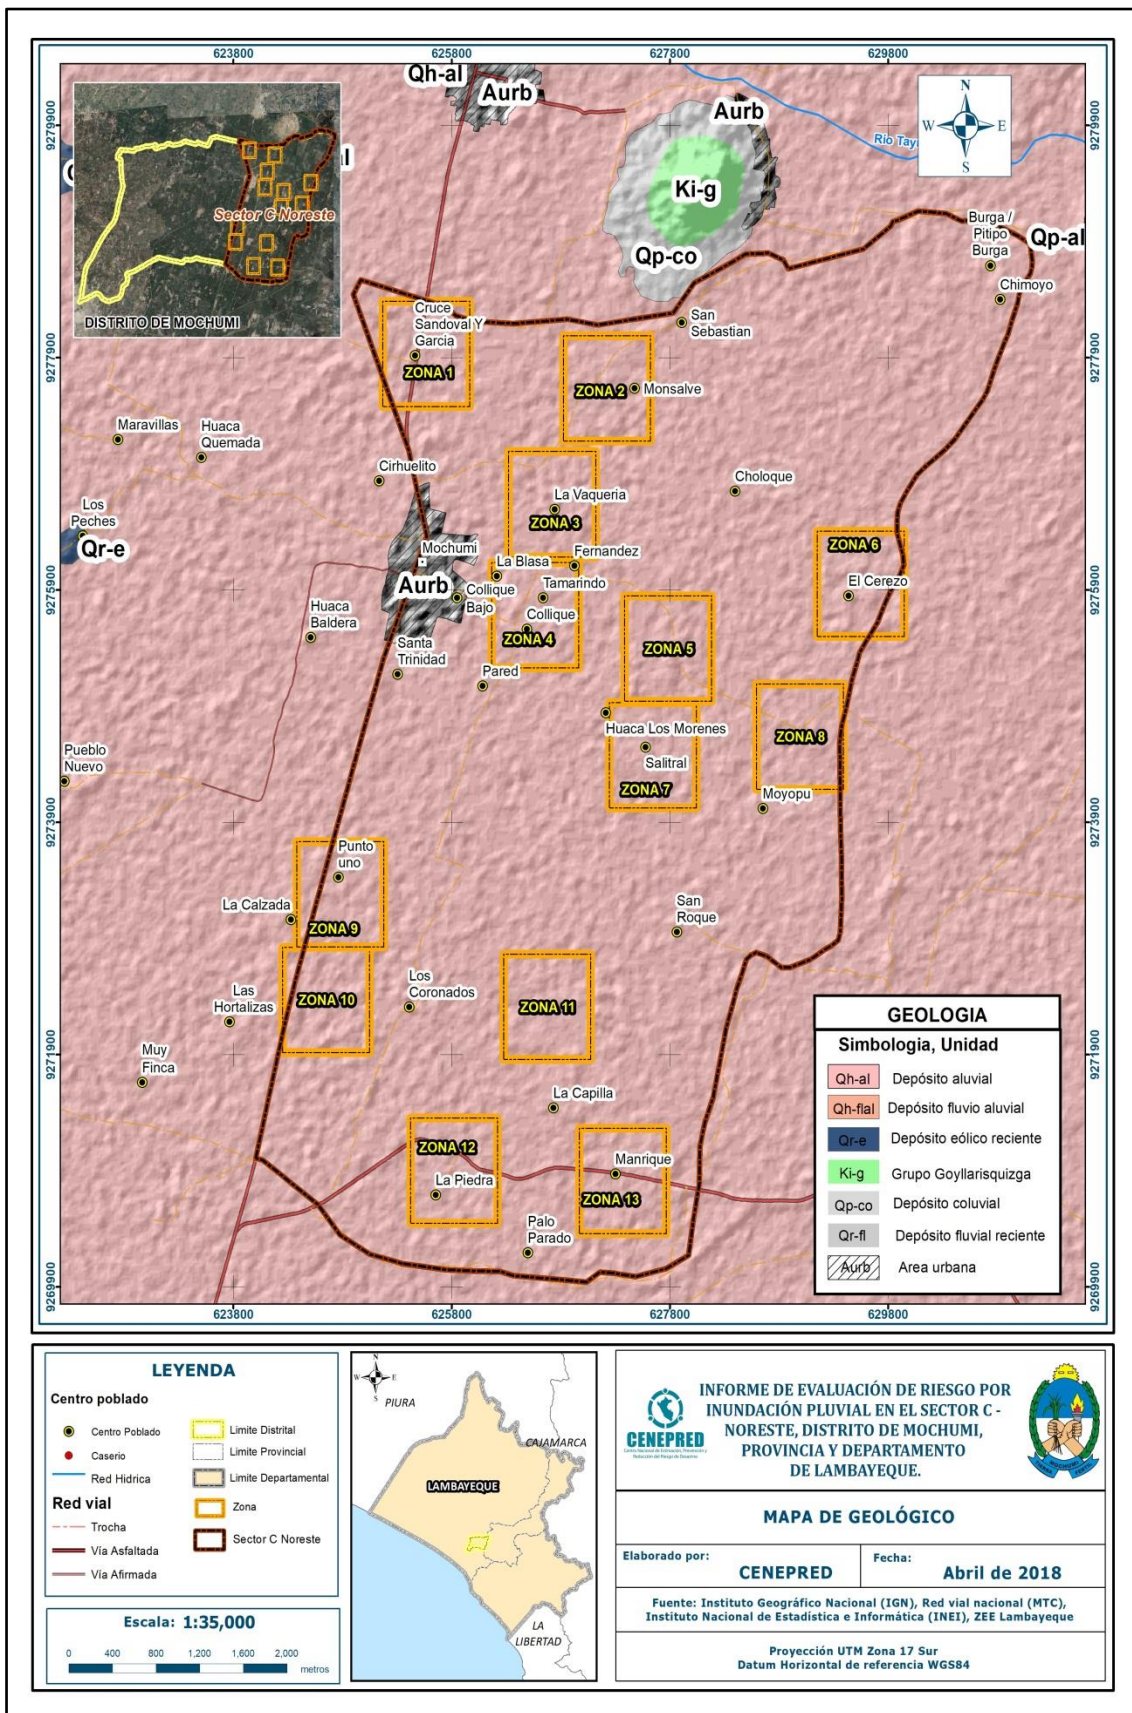 623800
625800
627800
629800
Qh-al
Aurb
Aurb
9279900
9279900
N
W
E
S
Ki-g
Qp-co
Sector C Noreste
DISTRITO DE MOCHUMI
Burga /
Pitipo
Burga
Qp-al
Chimoyo
Cruce
Sandoval Y
Garcia
ZONA 1
San
Sebastian
9277900
9277900
ZONA 2
Monsalve
Maravillas
Huaca
Quemada
Cirhuelito
Choloque
La Vaqueria
ZONA 3
Los
Peches
Qr-e
Mochumi
Aurb
Fernandez
La Blasa
Tamarindo
Collique
Bajo
Collique
ZONA 4
ZONA 6
El Cerezo
9275900
9275900
Huaca
Baldera
Santa
Trinidad
ZONA 5
Pared
Huaca Los Morenes
Salitral
ZONA 7
ZONA 8
Pueblo
Nuevo
Moyopu
9273900
9273900
Punto
uno
La Calzada
ZONA 9
San
Roque
Las
Hortalizas
ZONA 10
Los
Coronados
ZONA 11
9271900
9271900
Muy
Finca
La Capilla
ZONA 12
La Piedra
Manrique
ZONA 13
Palo
Parado
9269900
9269900
623800
625800
627800
629800
GEOLOGIA
Simbologia, Unidad
Qh-al Depósito aluvial
Qh-flal Depósito fluvio aluvial
Qr-e Depósito eólico reciente
Ki-g Grupo Goyllarisquizga
Qp-co Depósito coluvial
Qr-fl Depósito fluvial reciente
Aurb Area urbana
LEYENDA
Centro poblado
Centro Poblado
Caserio
Red Hidrica
Red vial
Trocha
Vía Asfaltada
Vía Afirmada
Limite Distrital
Limite Provincial
Limite Departamental
Zona
Sector C Noreste
Escala: 1:35,000
0 400 800 1,200 1,600 2,000
metros
N
W
E
S
PIURA
CAJAMARCA
LAMBAYEQUE
LA
LIBERTAD
CENEPRED
INFORME DE EVALUACIÓN DE RIESGO POR
INUNDACIÓN PLUVIAL EN EL SECTOR C -
NORESTE, DISTRITO DE MOCHUMI,
PROVINCIA Y DEPARTAMENTO
DE LAMBAYEQUE.
MOCHUMI
MAPA DE GEOLÓGICO
Elaborado por:
CENEPRED
Fecha:
Abril de 2018
Fuente: Instituto Geográfico Nacional (IGN), Red vial nacional (MTC),
Instituto Nacional de Estadística e Informática (INEI), ZEE Lambayeque
Proyección UTM Zona 17 Sur
Datum Horizontal de referencia WGS84